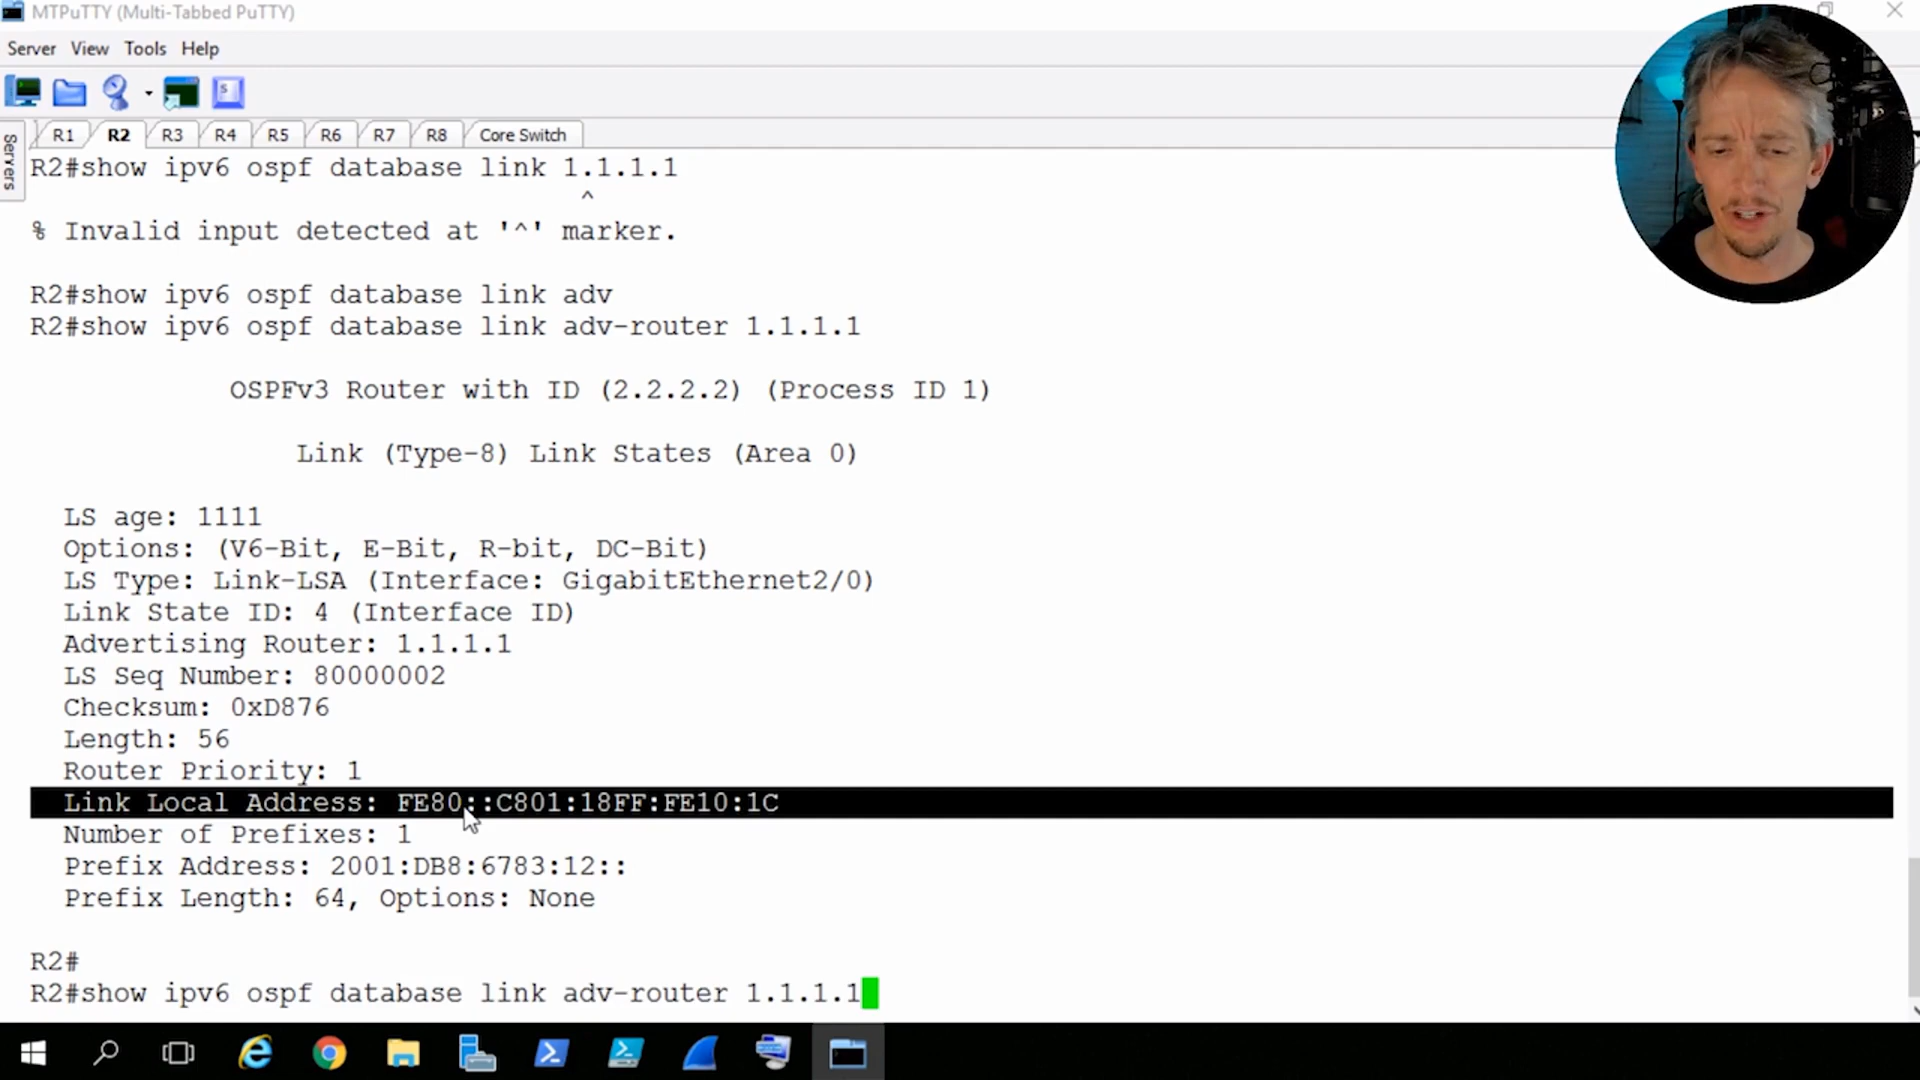 MTPuTTY (Multi-Tabbed PuTTY)
Server View Tools Help
R1 R2 R3 R4 R5 R6 R7 R8 Core Switch
Servers
R2#show ipv6 ospf database link 1.1.1.1
^
% Invalid input detected at '^' marker.
R2#show ipv6 ospf database link adv
R2#show ipv6 ospf database link adv-router 1.1.1.1
OSPFv3 Router with ID (2.2.2.2) (Process ID 1)
Link (Type-8) Link States (Area 0)
LS age: 1111
Options: (V6-Bit, E-Bit, R-bit, DC-Bit)
LS Type: Link-LSA (Interface: GigabitEthernet2/0)
Link State ID: 4 (Interface ID)
Advertising Router: 1.1.1.1
LS Seq Number: 80000002
Checksum: 0xD876
Length: 56
Router Priority: 1
Link Local Address: FE80::C801:18FF:FE10:1C
Number of Prefixes: 1
Prefix Address: 2001:DB8:6783:12::
Prefix Length: 64, Options: None
R2#
R2#show ipv6 ospf database link adv-router 1.1.1.1